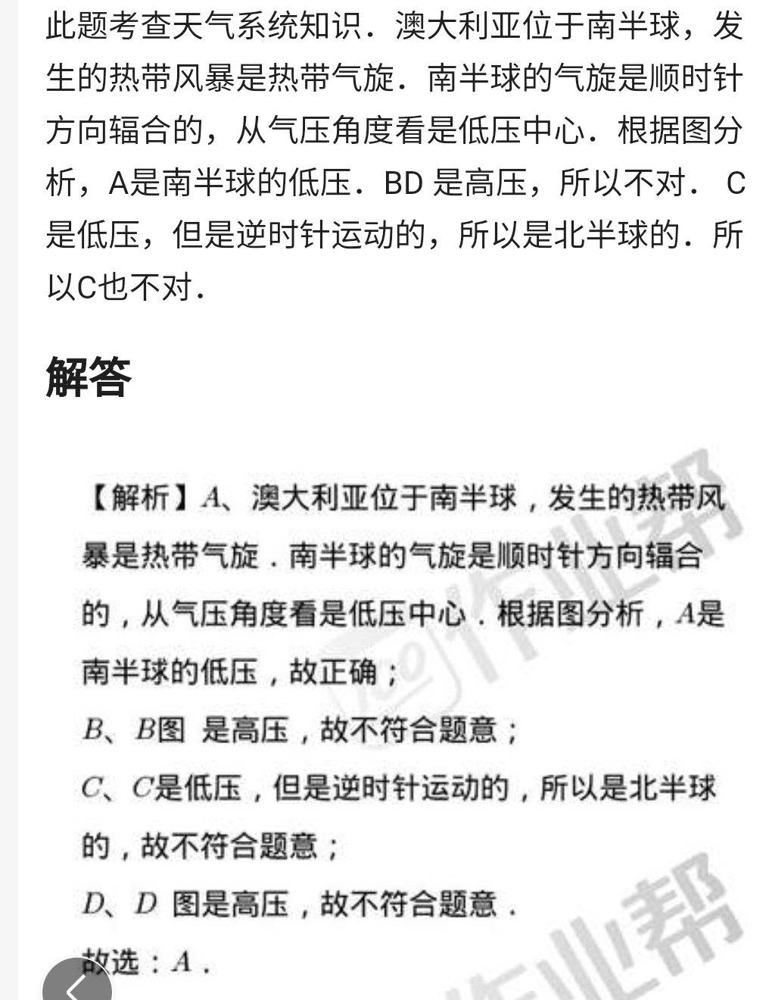 此题考查天气系统知识．澳大利亚位于南半球，发
生的热带风暴是热带气旋．南半球的气旋是顺时针
方向辐合的，从气压角度看是低压中心．根据图分
析，A是南半球的低压．BD 是高压，所以不对． C
是低压，但是逆时针运动的，所以是北半球的．所
以C也不对．
解答
【解析】A、澳大利亚位于南半球，发生的热带风
暴是热带气旋．南半球的气旋是顺时针方向辐合
的，从气压角度看是低压中心．根据图分析，A是
南半球的低压，故正确；
B、B图 是高压，故不符合题意；
C、C是低压，但是逆时针运动的，所以是北半球
的，故不符合题意；
D、D 图是高压，故不符合题意．
故选：A．
作业帮
作业帮